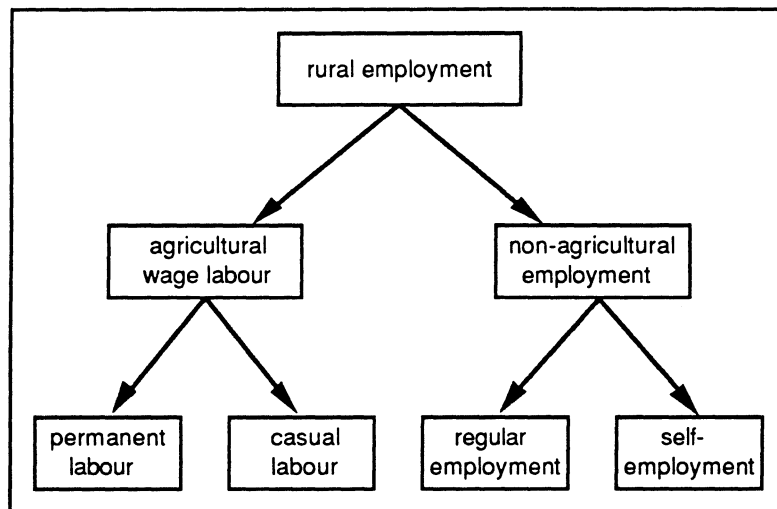 rural employment
agricultural
wage labour
non-agricultural
employment
permanent
labour
casual
labour
regular
employment
self-
employment